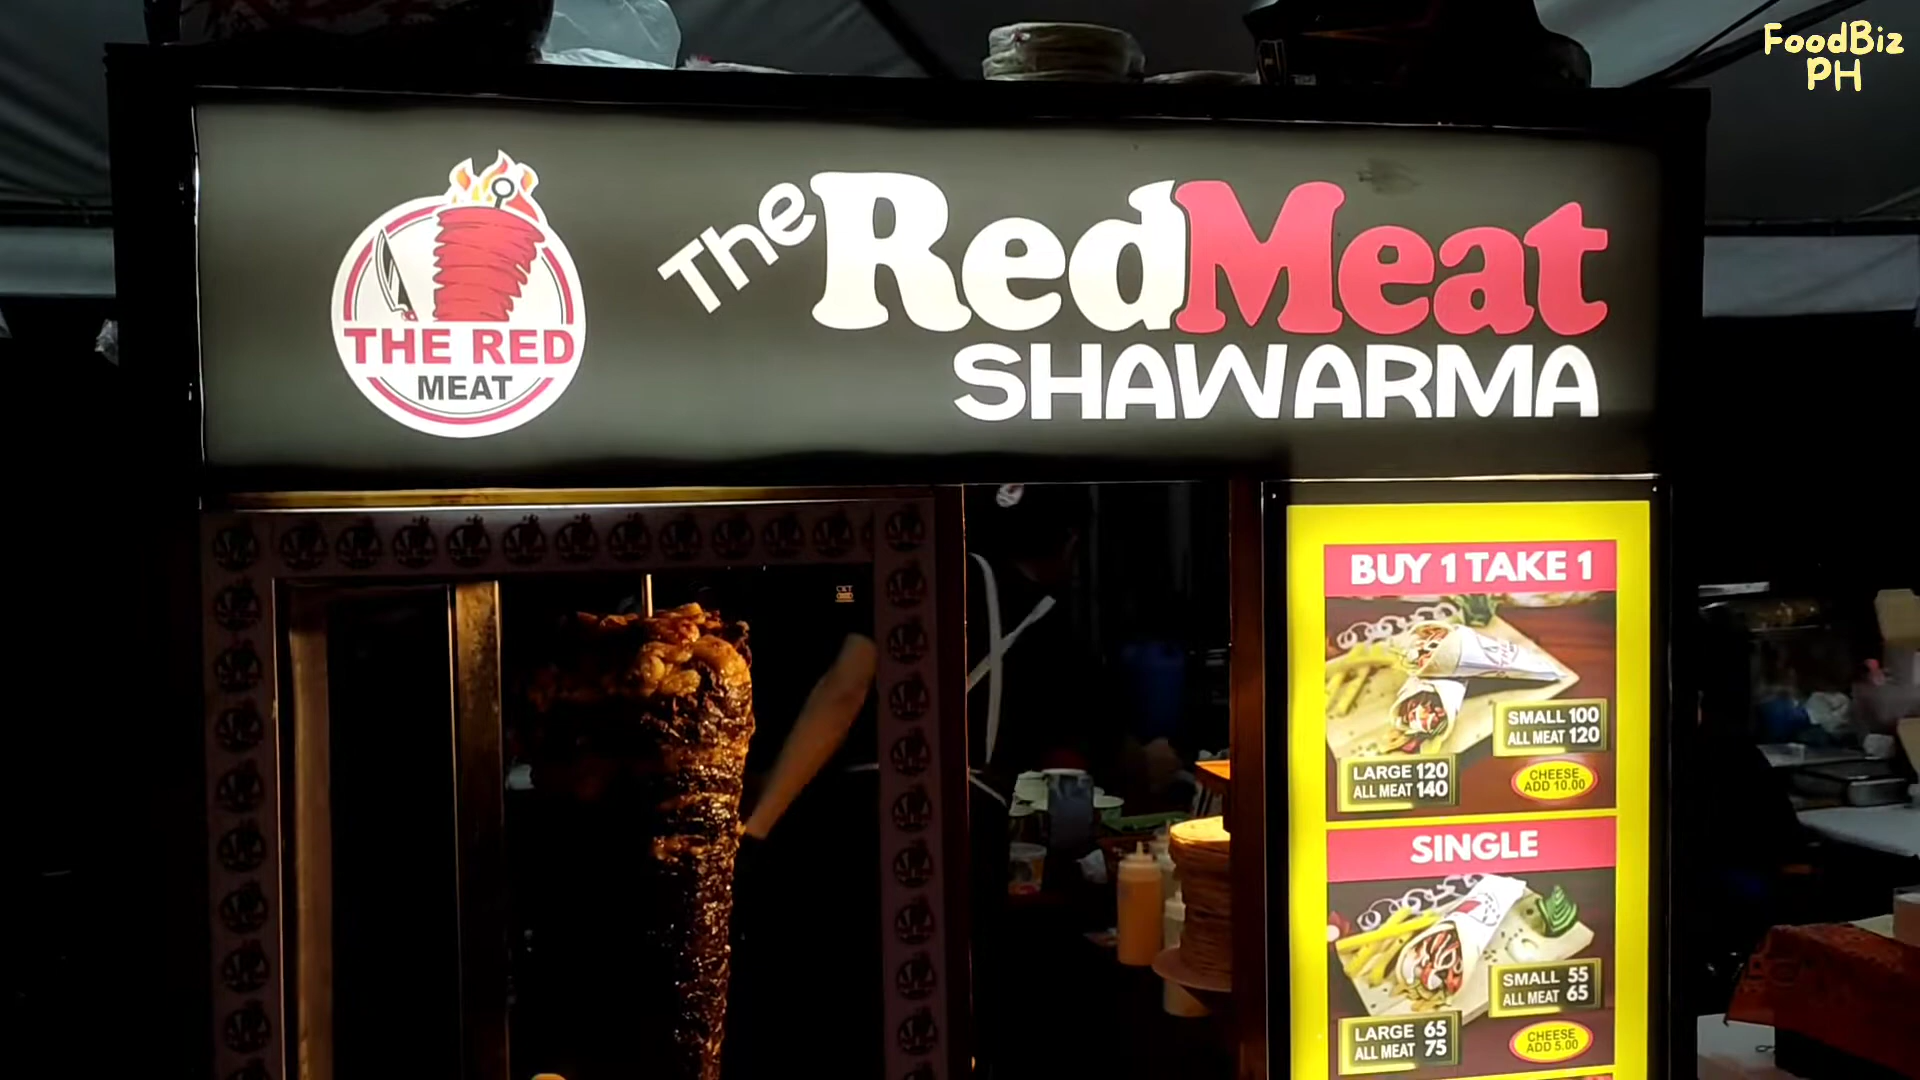 FoodBiz
PH
THE RED
MEAT
The RedMeat
SHAWARMA
BUY 1 TAKE 1
SMALL 100
ALL MEAT 120
LARGE 120
ALL MEAT 140
CHEESE
ADD 10.00
SINGLE
SMALL 55
ALL MEAT 65
LARGE 65
ALL MEAT 75
CHEESE
ADD 5.00